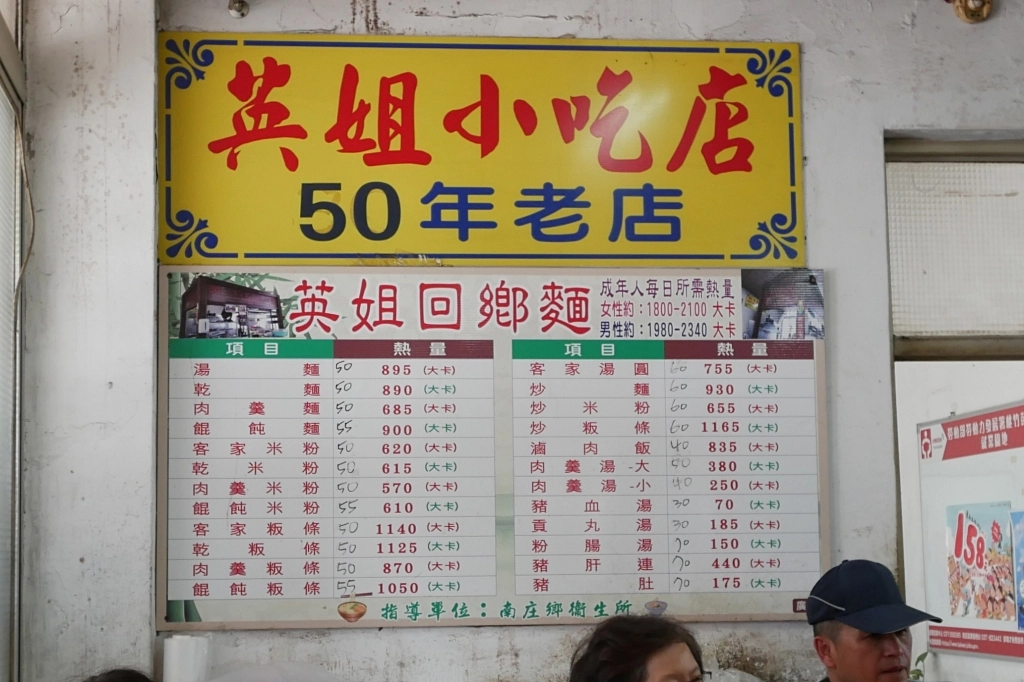 英姐小吃店
50年老店
英姐回鄉麵
成年人每日所需熱量
女性約：1800-2100 大卡
男性約：1980-2340 大卡
項目 熱量
湯麵 50 895 (大卡)
乾麵 50 890 (大卡)
肉羹麵 50 685 (大卡)
餛飩麵 55 900 (大卡)
客家米粉 50 620 (大卡)
乾米粉 50 615 (大卡)
肉羹米粉 50 570 (大卡)
餛飩米粉 55 610 (大卡)
客家粄條 50 1140 (大卡)
乾粄條 50 1125 (大卡)
肉羹粄條 50 870 (大卡)
餛飩粄條 55 1050 (大卡)
項目 熱量
客家湯圓 60 755 (大卡)
炒麵 60 930 (大卡)
炒米粉 60 655 (大卡)
炒粄條 60 1165 (大卡)
滷肉飯 40 835 (大卡)
肉羹湯-大 50 380 (大卡)
肉羹湯-小 40 250 (大卡)
豬血湯 30 70 (大卡)
貢丸湯 30 185 (大卡)
粉腸湯 70 150 (大卡)
豬肝連 70 440 (大卡)
豬肚 70 175 (大卡)
指導單位：南庄鄉衞生所
158